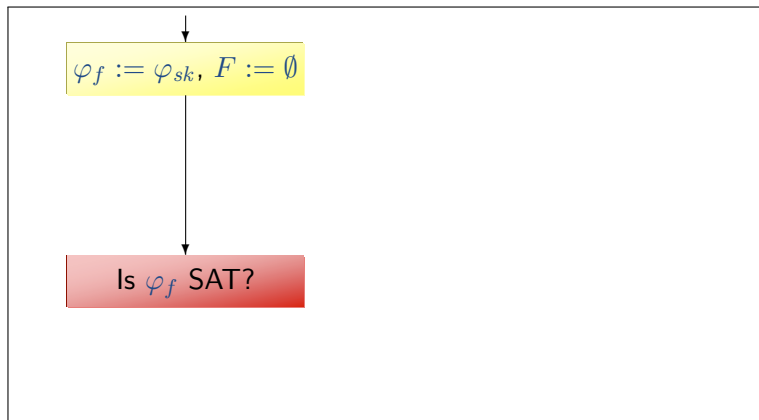 φ_f := φ_sk, F := ∅
Is φ_f SAT?